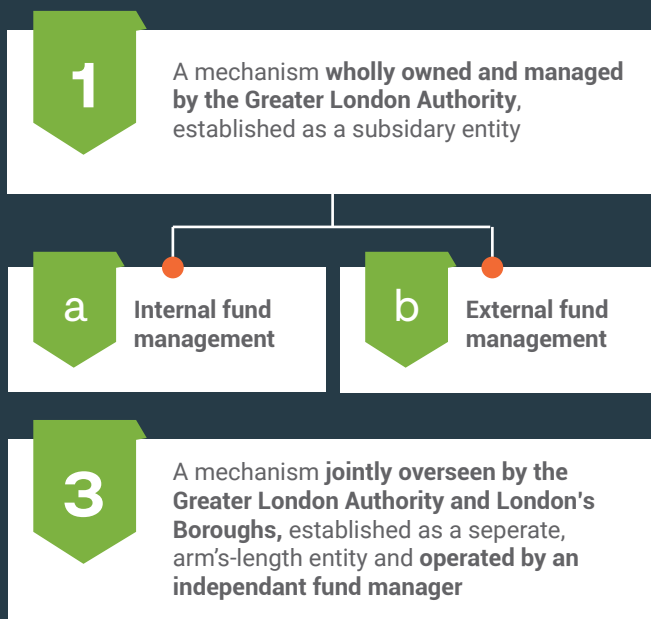 1
A mechanism wholly owned and managed
by the Greater London Authority,
established as a subsidary entity
a
Internal fund
management
b
External fund
management
3
A mechanism jointly overseen by the
Greater London Authority and London's
Boroughs, established as a seperate,
arm's-length entity and operated by an
independant fund manager